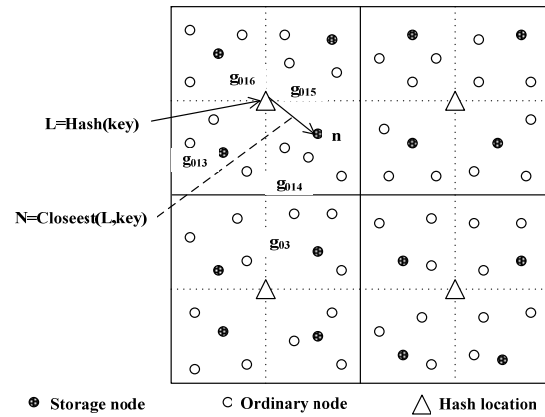 g016
g015
L=Hash(key)
n
g013
g014
N=Closeest(L,key)
g03
Storage node
Ordinary node
Hash location